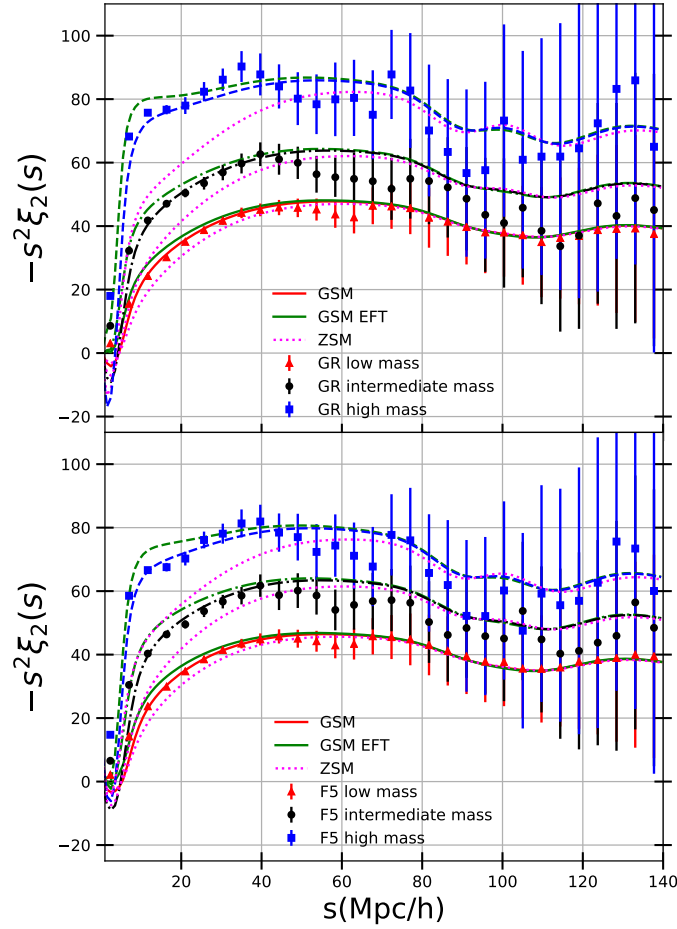 100
80
60
40
20
0
−20
−s²ξ₂(s)
GSM
GSM EFT
ZSM
GR low mass
GR intermediate mass
GR high mass
100
80
60
40
20
0
−20
−s²ξ₂(s)
GSM
GSM EFT
ZSM
F5 low mass
F5 intermediate mass
F5 high mass
20 40 60 80 100 120 140
s(Mpc/h)